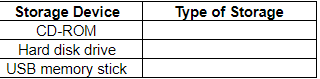 Storage Device Type of Storage
CD-ROM
Hard disk drive
USB memory stick